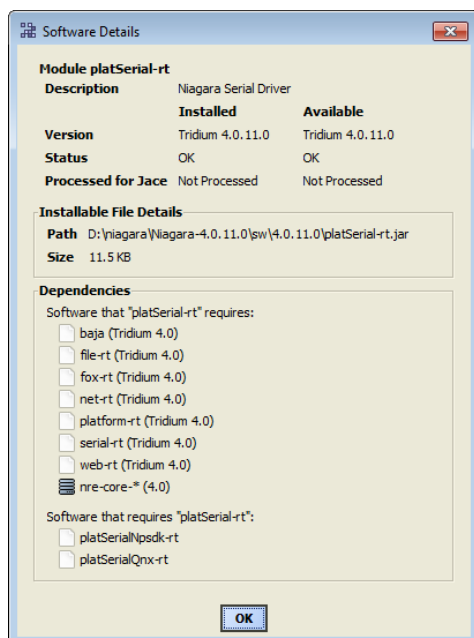 Software Details
Module platSerial-rt
Description Niagara Serial Driver
Installed Available
Version Tridium 4.0.11.0 Tridium 4.0.11.0
Status OK OK
Processed for Jace Not Processed Not Processed
Installable File Details
Path D:\niagara\Niagara-4.0.11.0\sw\4.0.11.0\platSerial-rt.jar
Size 11.5 KB
Dependencies
Software that "platSerial-rt" requires:
baja (Tridium 4.0)
file-rt (Tridium 4.0)
fox-rt (Tridium 4.0)
net-rt (Tridium 4.0)
platform-rt (Tridium 4.0)
serial-rt (Tridium 4.0)
web-rt (Tridium 4.0)
nre-core-* (4.0)
Software that requires "platSerial-rt":
platSerialNpsdk-rt
platSerialQnx-rt
OK